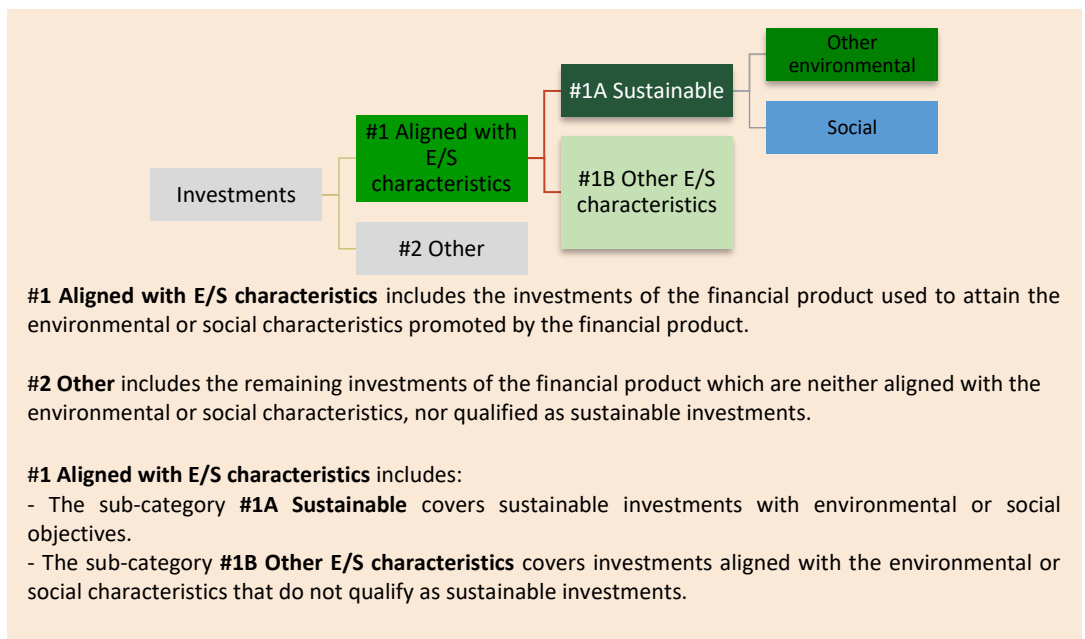 Other
environmental
#1A Sustainable
Social
#1 Aligned with
E/S
characteristics
#1B Other E/S
characteristics
Investments
#2 Other
#1 Aligned with E/S characteristics includes the investments of the financial product used to attain the
environmental or social characteristics promoted by the financial product.
#2 Other includes the remaining investments of the financial product which are neither aligned with the
environmental or social characteristics, nor qualified as sustainable investments.
#1 Aligned with E/S characteristics includes:
- The sub-category #1A Sustainable covers sustainable investments with environmental or social
objectives.
- The sub-category #1B Other E/S characteristics covers investments aligned with the environmental or
social characteristics that do not qualify as sustainable investments.